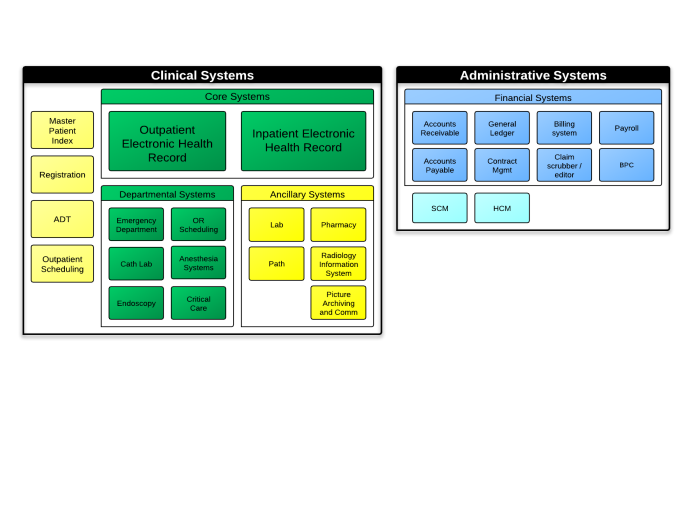 Clinical Systems
Core Systems
Master
Patient
Index
Registration
ADT
Outpatient
Scheduling
Outpatient
Electronic Health
Record
Inpatient Electronic
Health Record
Departmental Systems
Emergency
Department
OR
Scheduling
Cath Lab
Anesthesia
Systems
Endoscopy
Critical
Care
Ancillary Systems
Lab
Pharmacy
Path
Radiology
Information
System
Picture
Archiving
and Comm
Administrative Systems
Financial Systems
Accounts
Receivable
General
Ledger
Billing
system
Payroll
Accounts
Payable
Contract
Mgmt
Claim
scrubber /
editor
BPC
SCM
HCM